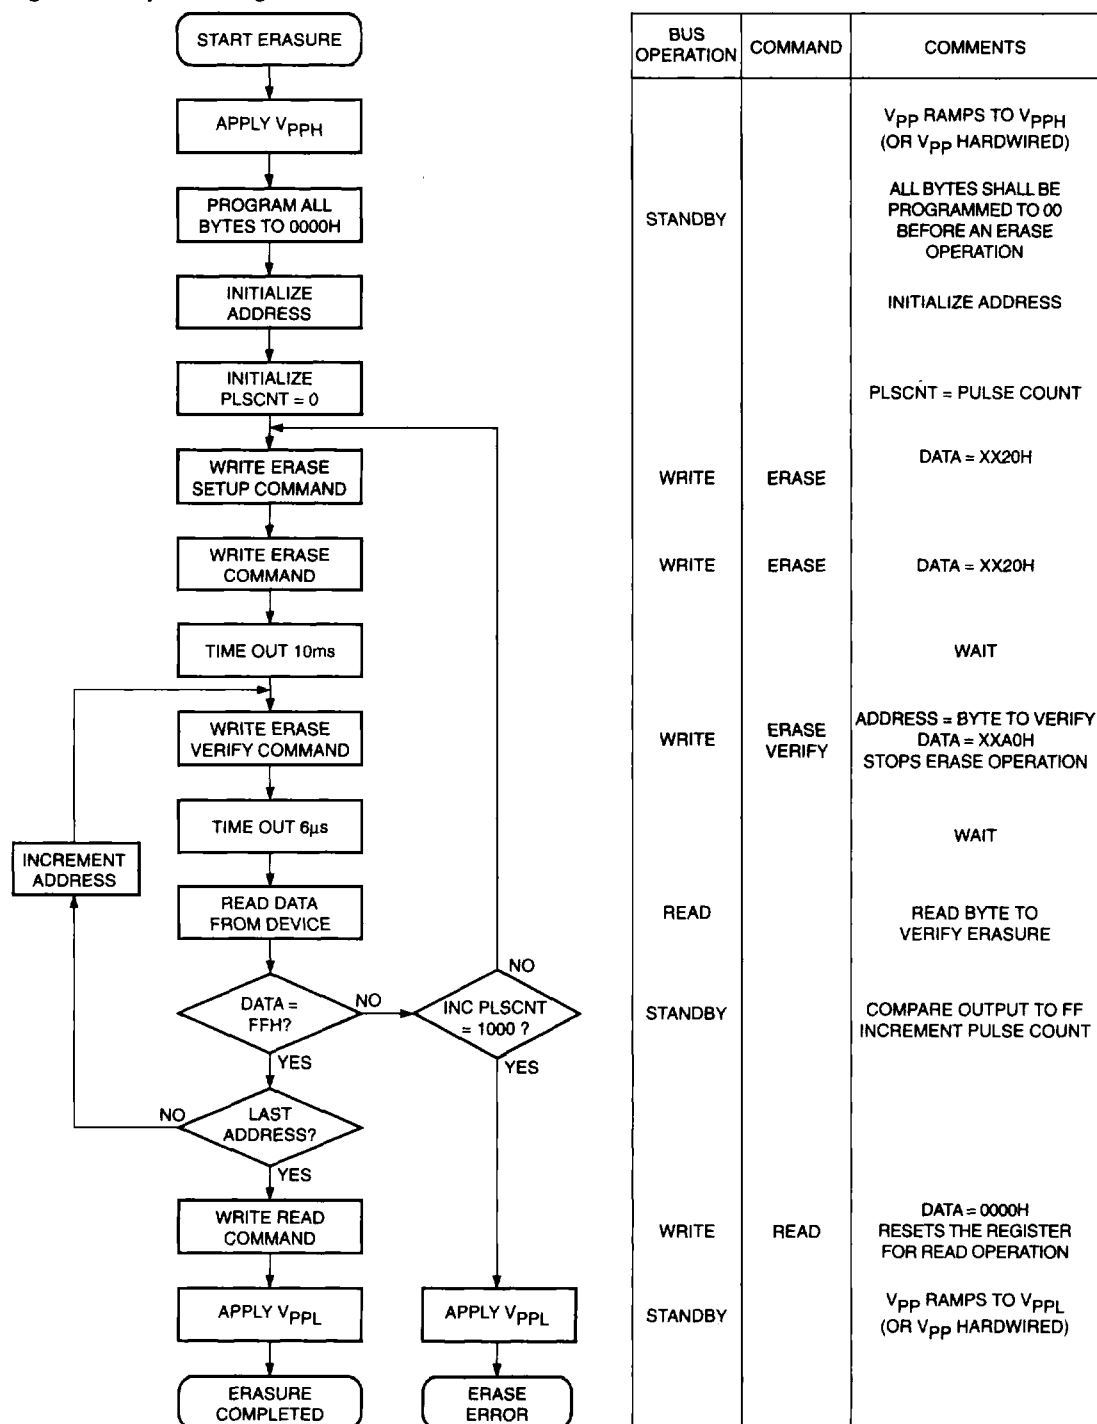 START ERASURE
APPLY VPPH
PROGRAM ALL
BYTES TO 0000H
INITIALIZE
ADDRESS
INITIALIZE
PLSCNT = 0
WRITE ERASE
SETUP COMMAND
WRITE ERASE
COMMAND
TIME OUT 10ms
WRITE ERASE
VERIFY COMMAND
TIME OUT 6µs
INCREMENT
ADDRESS
READ DATA
FROM DEVICE
DATA =
FFH?
NO
INC PLSCNT
= 1000 ?
NO
YES
YES
LAST
ADDRESS?
NO
YES
WRITE READ
COMMAND
APPLY VPPL
APPLY VPPL
ERASURE
COMPLETED
ERASE
ERROR
BUS
OPERATION
COMMAND
COMMENTS
VPP RAMPS TO VPPH
(OR VPP HARDWIRED)
STANDBY
ALL BYTES SHALL BE
PROGRAMMED TO 00
BEFORE AN ERASE
OPERATION
INITIALIZE ADDRESS
PLSCNT = PULSE COUNT
WRITE
ERASE
DATA = XX20H
WRITE
ERASE
DATA = XX20H
WAIT
WRITE
ERASE
VERIFY
ADDRESS = BYTE TO VERIFY
DATA = XXA0H
STOPS ERASE OPERATION
WAIT
READ
READ BYTE TO
VERIFY ERASURE
STANDBY
COMPARE OUTPUT TO FF
INCREMENT PULSE COUNT
WRITE
READ
DATA = 0000H
RESETS THE REGISTER
FOR READ OPERATION
STANDBY
VPP RAMPS TO VPPL
(OR VPP HARDWIRED)